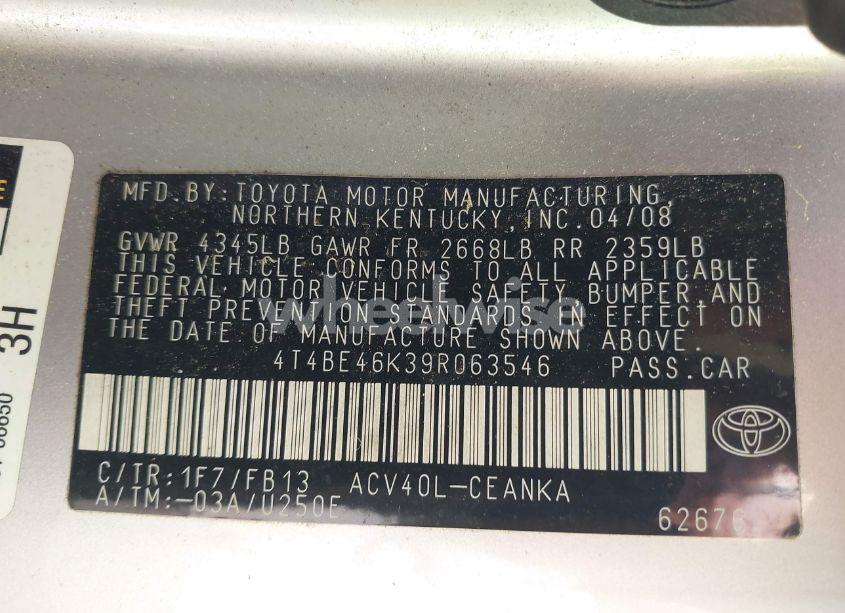 MFD.BY:TOYOTA MOTOR MANUFACTURING,
NORTHERN KENTUCKY,INC.04/08
GVWR 4345LB GAWR FR 2668LB RR 2359LB
THIS VEHICLE CONFORMS TO ALL APPLICABLE
FEDERAL MOTOR VEHICLE SAFETY, BUMPER,AND
THEFT PREVENTION STANDARDS IN EFFECT ON
THE DATE OF MANUFACTURE SHOWN ABOVE.
4T4BE46K39R063546 PASS.CAR
C/TR:1F7/FB13 ACV40L-CEANKA
A/TM:-03A/U250E
62676
3H
wheelwise